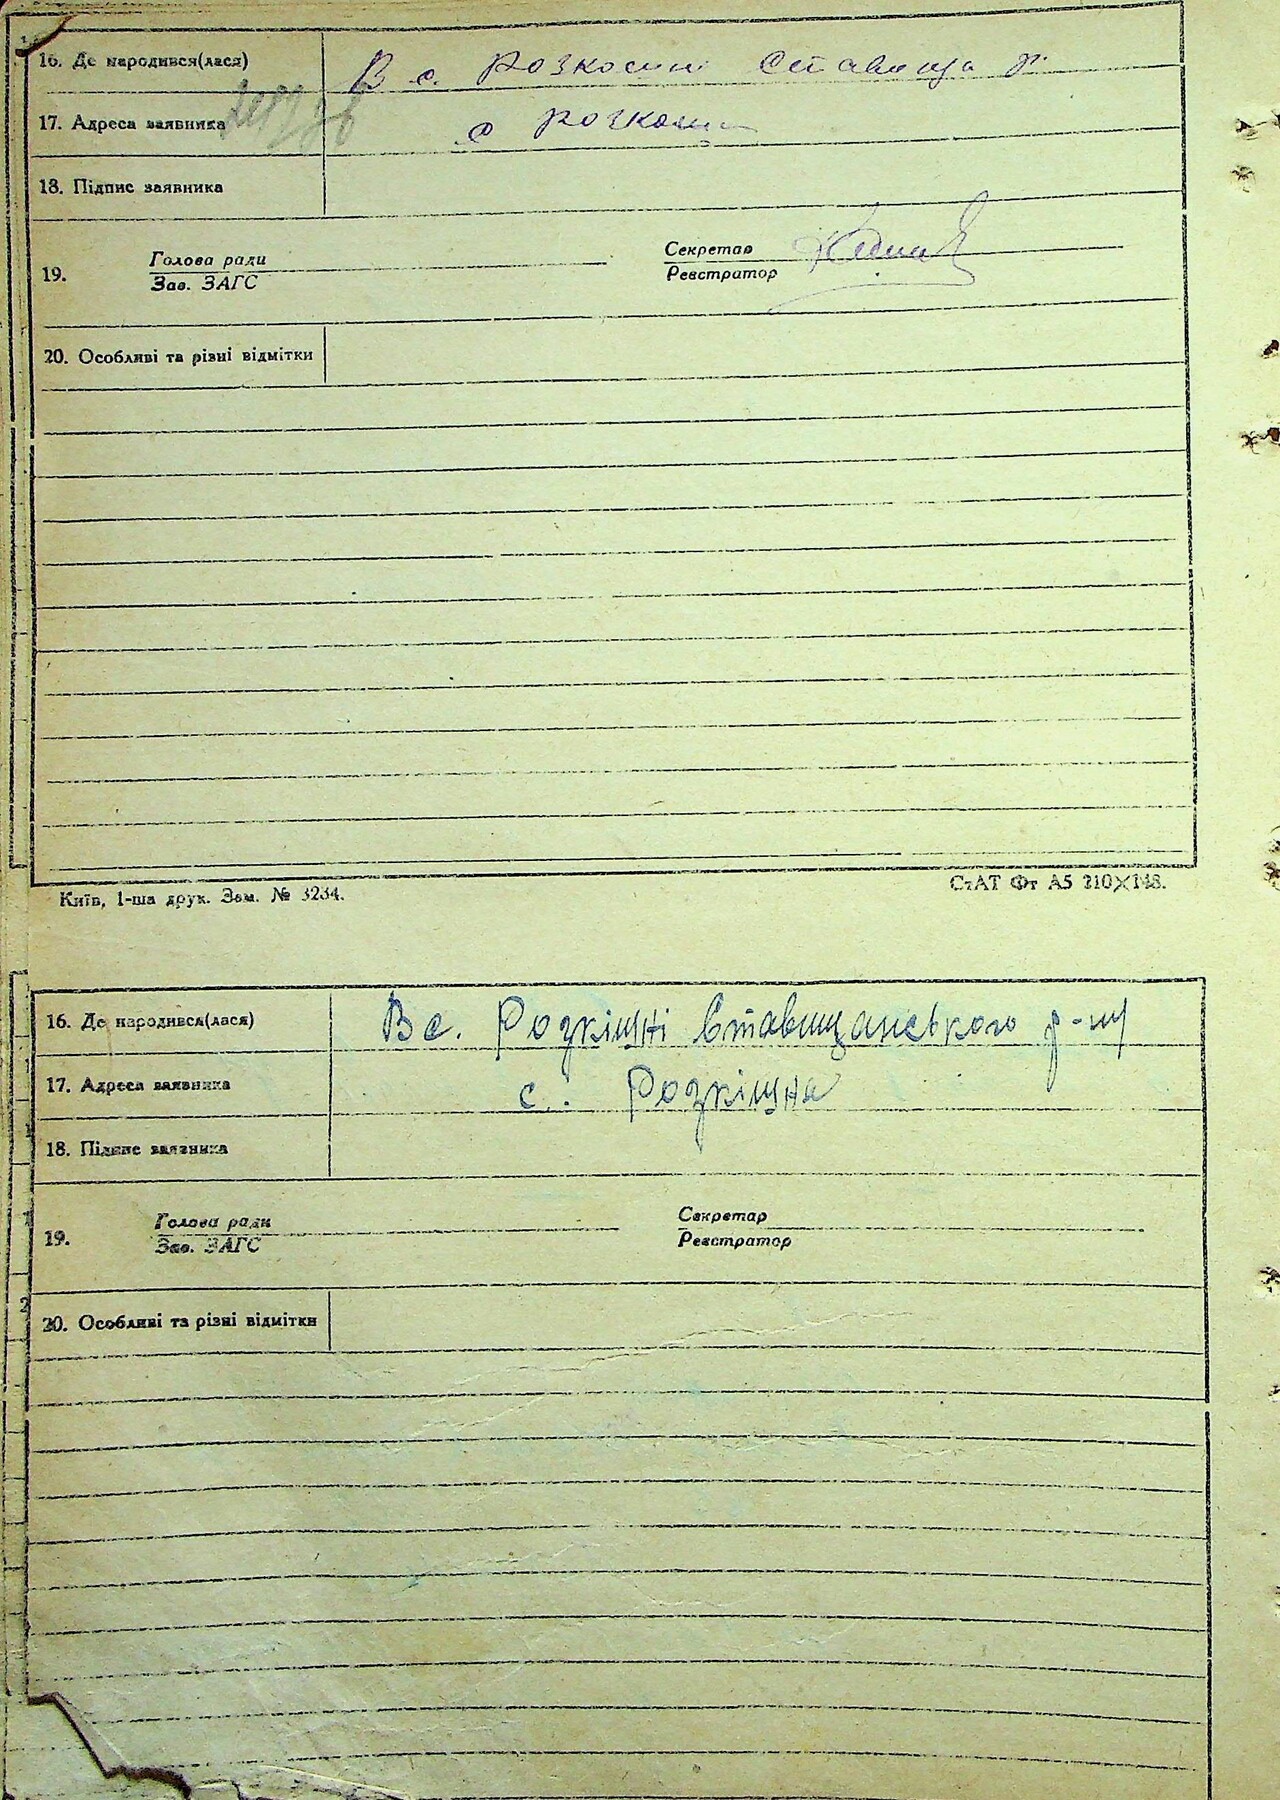 16. Де народився(лася) В с. Розкошні Ставища р.
17. Адреса заявника с
18. Підпис заявника
Голова ради Секретар
19.
Зав. ЗАГС Реєстратор
20. Особливі та різні відмітки
Київ, 1-ша друк. Зам. № 3234. СтАТ Фт А5 210×148.
16. Де народився(лася) В с. Розкішні Ставищанського р-ну
17. Адреса заявника с. Розкішна
18. Підпис заявника
Голова ради Секретар
19.
Зав. ЗАГС Реєстратор
20. Особливі та різні відмітки